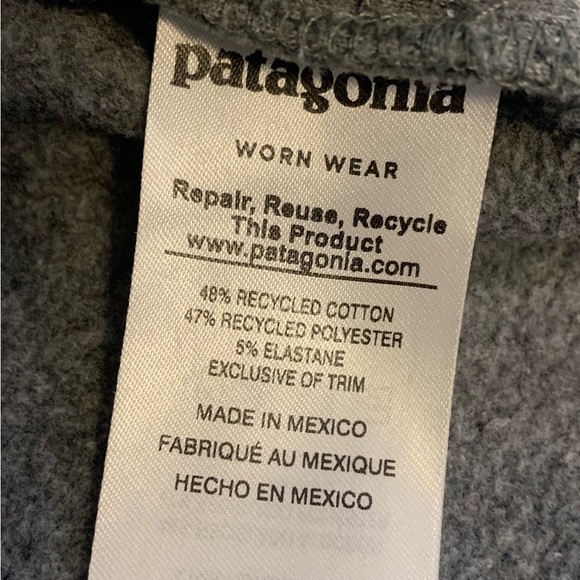 patagonia
WORN WEAR
Repair, Reuse, Recycle
This Product
www.patagonia.com
48% RECYCLED COTTON
47% RECYCLED POLYESTER
5% ELASTANE
EXCLUSIVE OF TRIM
MADE IN MEXICO
FABRIQUÉ AU MEXIQUE
HECHO EN MEXICO